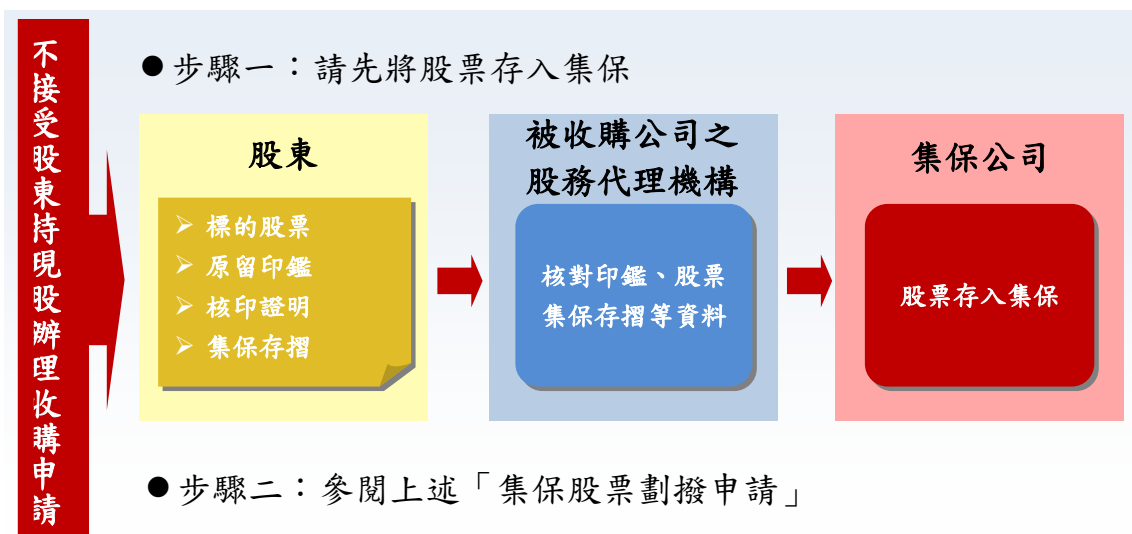 不接受股東持現股辦理收購申請
●步驟一：請先將股票存入集保
股東
➢ 標的股票
➢ 原留印鑑
➢ 核印證明
➢ 集保存摺
被收購公司之
股務代理機構
核對印鑑、股票
集保存摺等資料
集保公司
股票存入集保
●步驟二：參閱上述「集保股票劃撥申請」